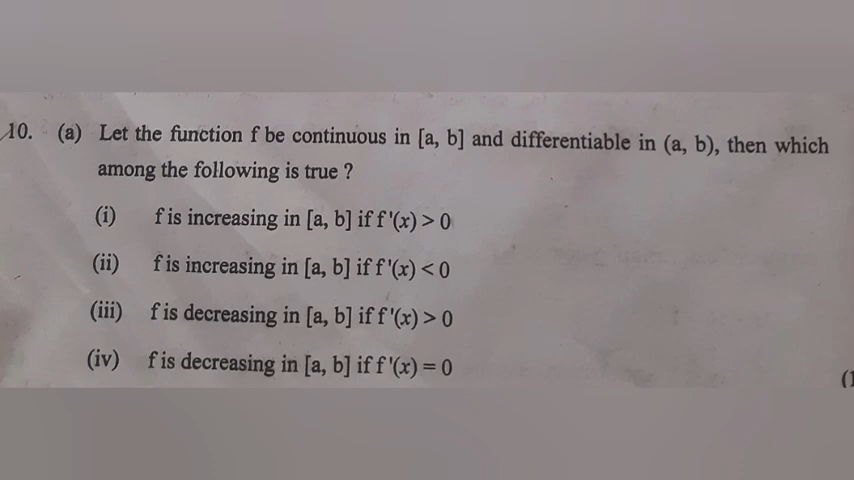 10. (a) Let the function f be continuous in [a, b] and differentiable in (a, b), then which
among the following is true ?
(i) f is increasing in [a, b] if f '(x) > 0
(ii) f is increasing in [a, b] if f '(x) < 0
(iii) f is decreasing in [a, b] if f '(x) > 0
(iv) f is decreasing in [a, b] if f '(x) = 0
(1